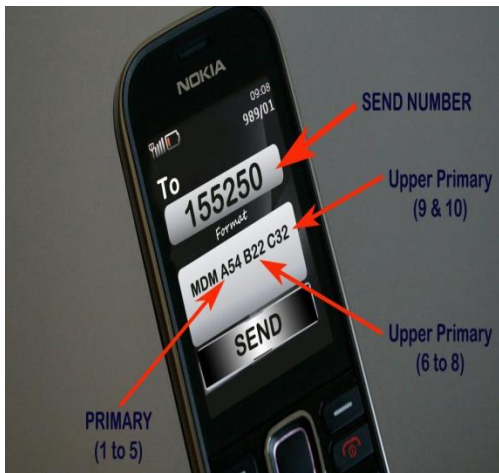 NOKIA
09:08
989/01
To
155250
Format
MDM A54 B22 C32
SEND
SEND NUMBER
Upper Primary
(9 & 10)
Upper Primary
(6 to 8)
PRIMARY
(1 to 5)